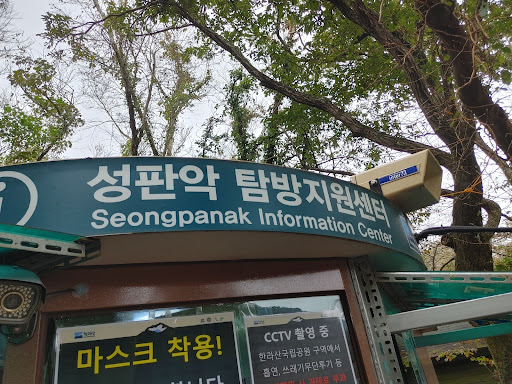 성판악 탐방지원센터
Seongpanak Information Center
마스크 착용!
CCTV 촬영 중
한라산국립공원 구역에서
흡연, 쓰레기무단투기 등